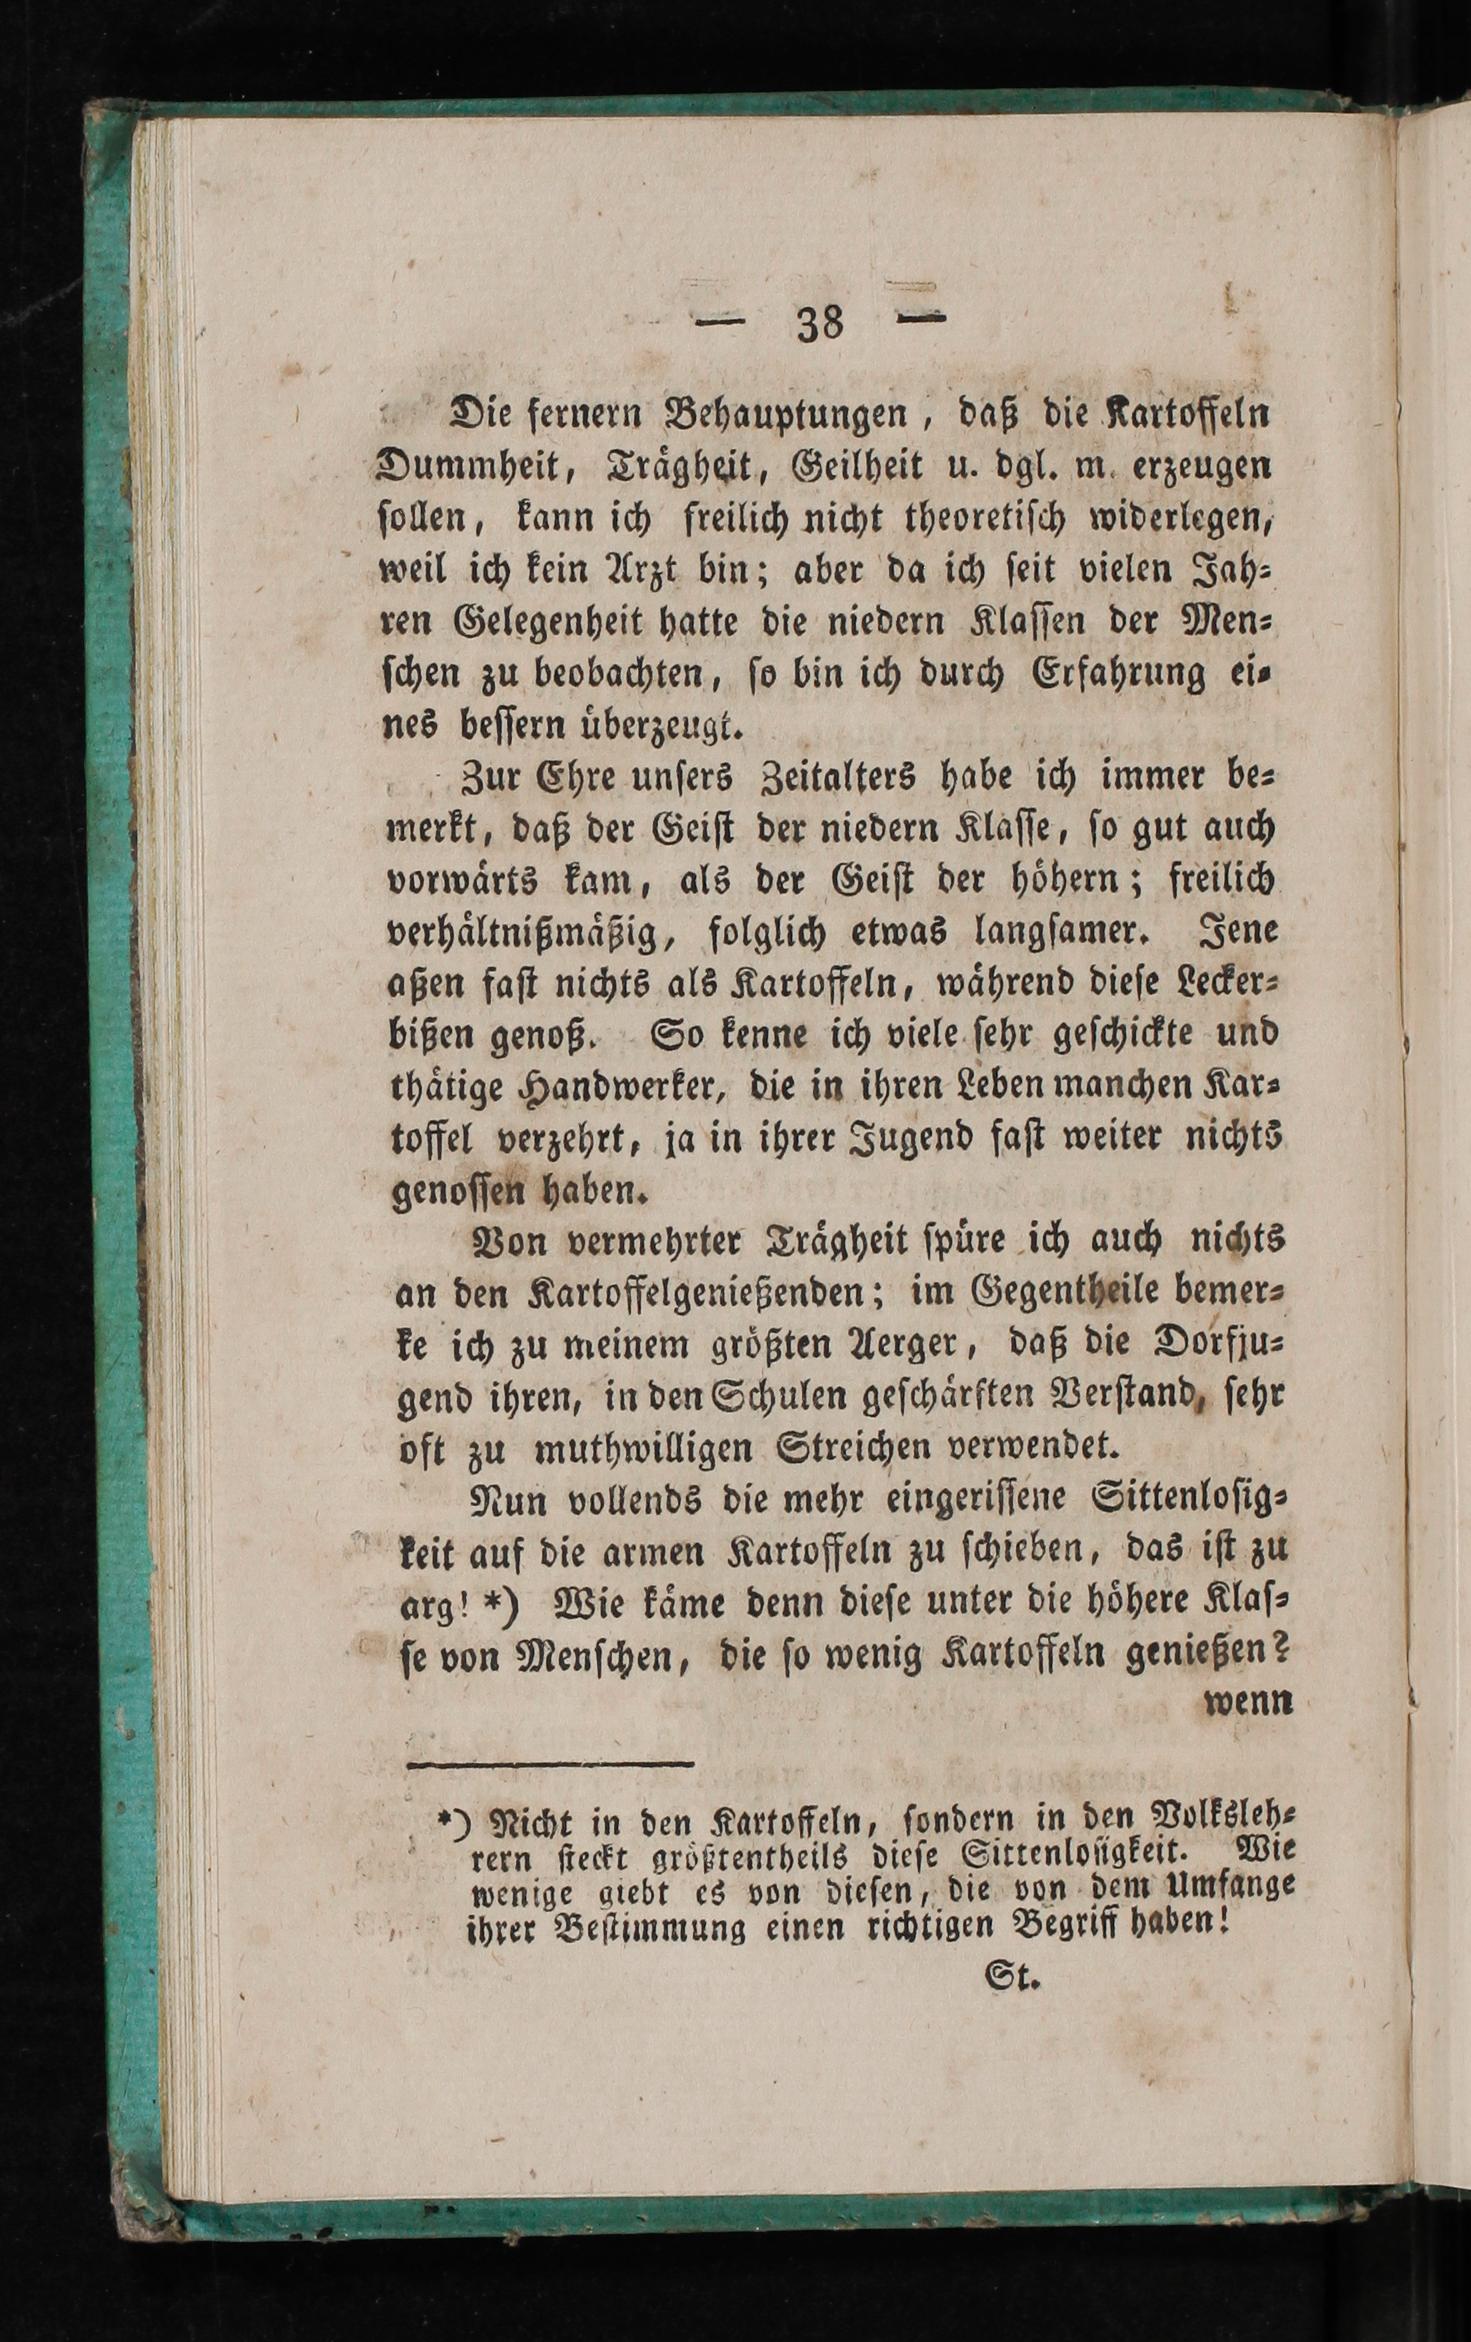 — 38 —
Die fernern Behauptungen, daß die Kartoffeln
Dummheit, Trägheit, Geilheit u. dgl. m. erzeugen
sollen, kann ich freilich nicht theoretisch widerlegen,
weil ich kein Arzt bin; aber da ich seit vielen Jah-
ren Gelegenheit hatte die niedern Klassen der Men-
schen zu beobachten, so bin ich durch Erfahrung ei-
nes bessern überzeugt.
Zur Ehre unsers Zeitalters habe ich immer be-
merkt, daß der Geist der niedern Klasse, so gut auch
vorwärts kam, als der Geist der höhern; freilich
verhältnißmäßig, folglich etwas langsamer. Jene
aßen fast nichts als Kartoffeln, während diese Lecker-
bißen genoß. So kenne ich viele sehr geschickte und
thätige Handwerker, die in ihren Leben manchen Kar-
toffel verzehrt, ja in ihrer Jugend fast weiter nichts
genossen haben.
Von vermehrter Trägheit spüre ich auch nichts
an den Kartoffelgenießenden; im Gegentheile bemer-
ke ich zu meinem größten Aerger, daß die Dorfju-
gend ihren, in den Schulen geschärften Verstand, sehr
oft zu muthwilligen Streichen verwendet.
Nun vollends die mehr eingerissene Sittenlosig-
keit auf die armen Kartoffeln zu schieben, das ist zu
arg! *) Wie käme denn diese unter die höhere Klas-
se von Menschen, die so wenig Kartoffeln genießen?
wenn
*) Nicht in den Kartoffeln, sondern in den Volksleh-
rern steckt größtentheils diese Sittenlosigkeit. Wie
wenige giebt es von diesen, die von dem Umfange
ihrer Bestimmung einen richtigen Begriff haben!
St.